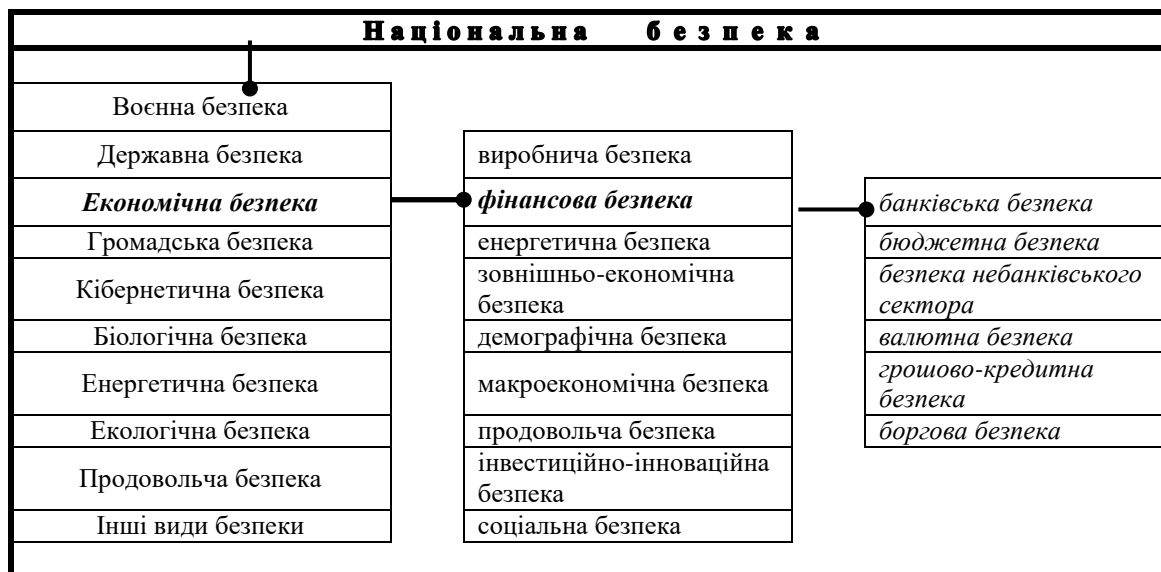 Національна безпека
Воєнна безпека
Державна безпека
Економічна безпека
Громадська безпека
Кібернетична безпека
Біологічна безпека
Енергетична безпека
Екологічна безпека
Продовольча безпека
Інші види безпеки
виробнича безпека
фінансова безпека
енергетична безпека
зовнішньо-економічна
безпека
демографічна безпека
макроекономічна безпека
продовольча безпека
інвестиційно-інноваційна
безпека
соціальна безпека
банківська безпека
бюджетна безпека
безпека небанківського
сектора
валютна безпека
грошово-кредитна
безпека
боргова безпека